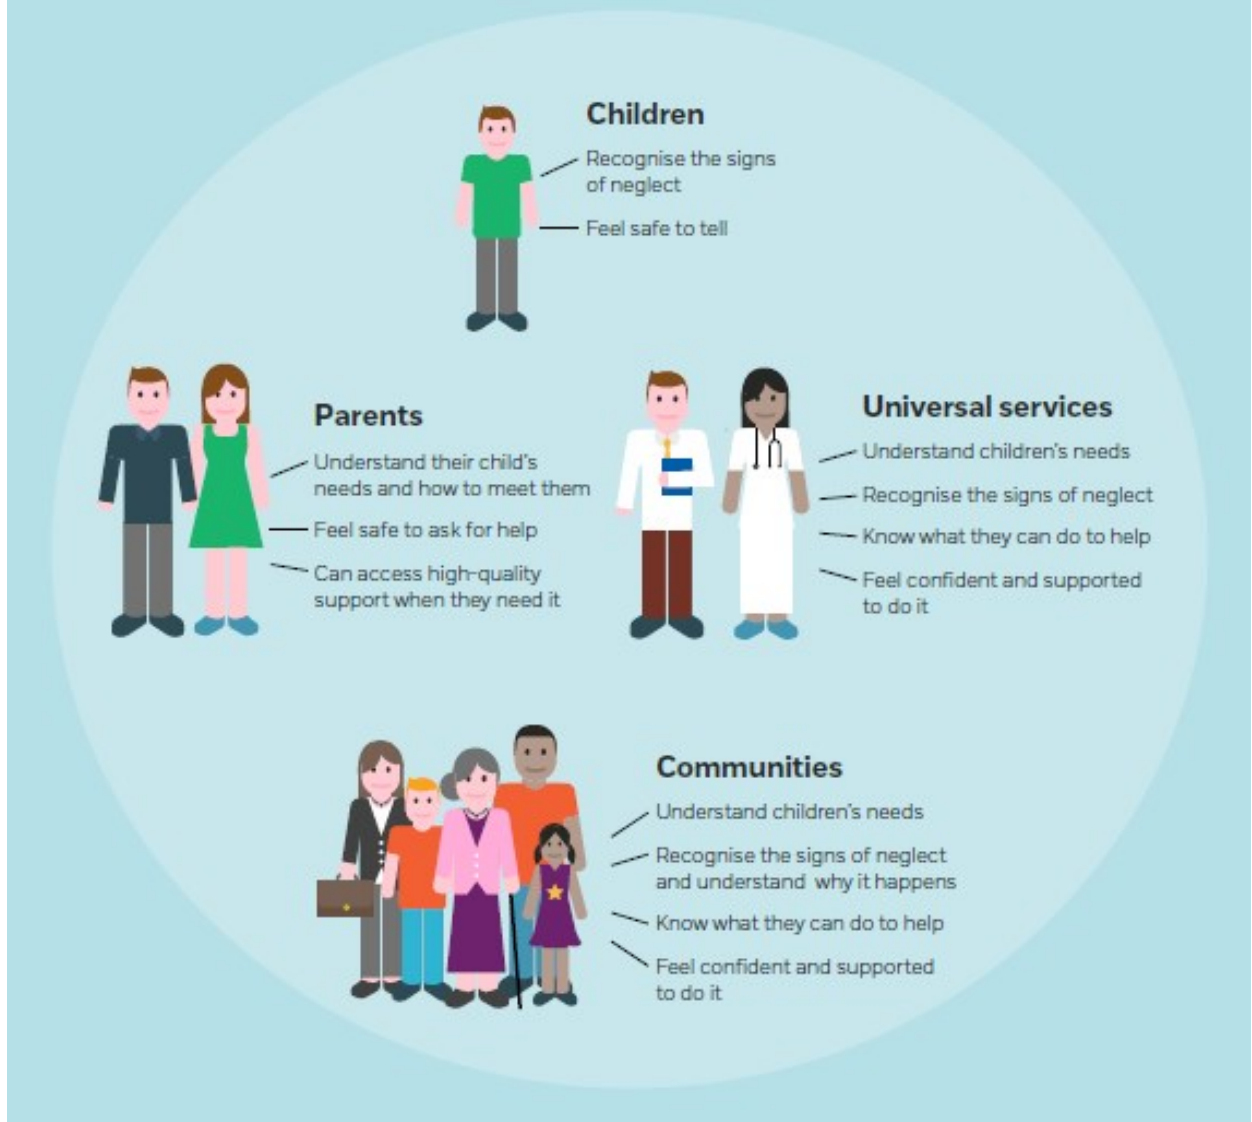 Children
Recognise the signs
of neglect
Feel safe to tell
Parents
Understand their child's
needs and how to meet them
Feel safe to ask for help
Can access high-quality
support when they need it
Universal services
Understand children's needs
Recognise the signs of neglect
Know what they can do to help
Feel confident and supported
to do it
Communities
Understand children's needs
Recognise the signs of neglect
and understand why it happens
Know what they can do to help
Feel confident and supported
to do it